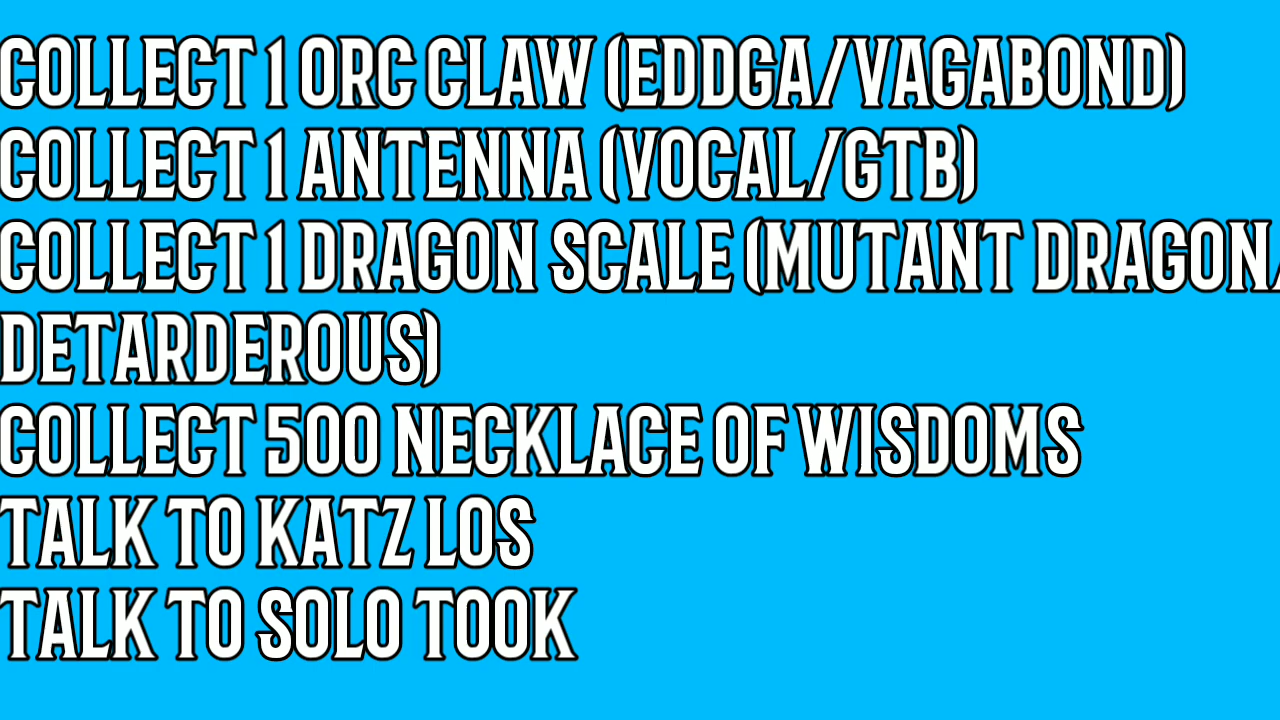 COLLECT 1 ORC CLAW (EDDGA/VAGABOND)
COLLECT 1 ANTENNA (VOCAL/GTB)
COLLECT 1 DRAGON SCALE (MUTANT DRAGON/
DETARDEROUS)
COLLECT 500 NECKLACE OF WISDOMS
TALK TO KATZ LOS
TALK TO SOLO TOOK